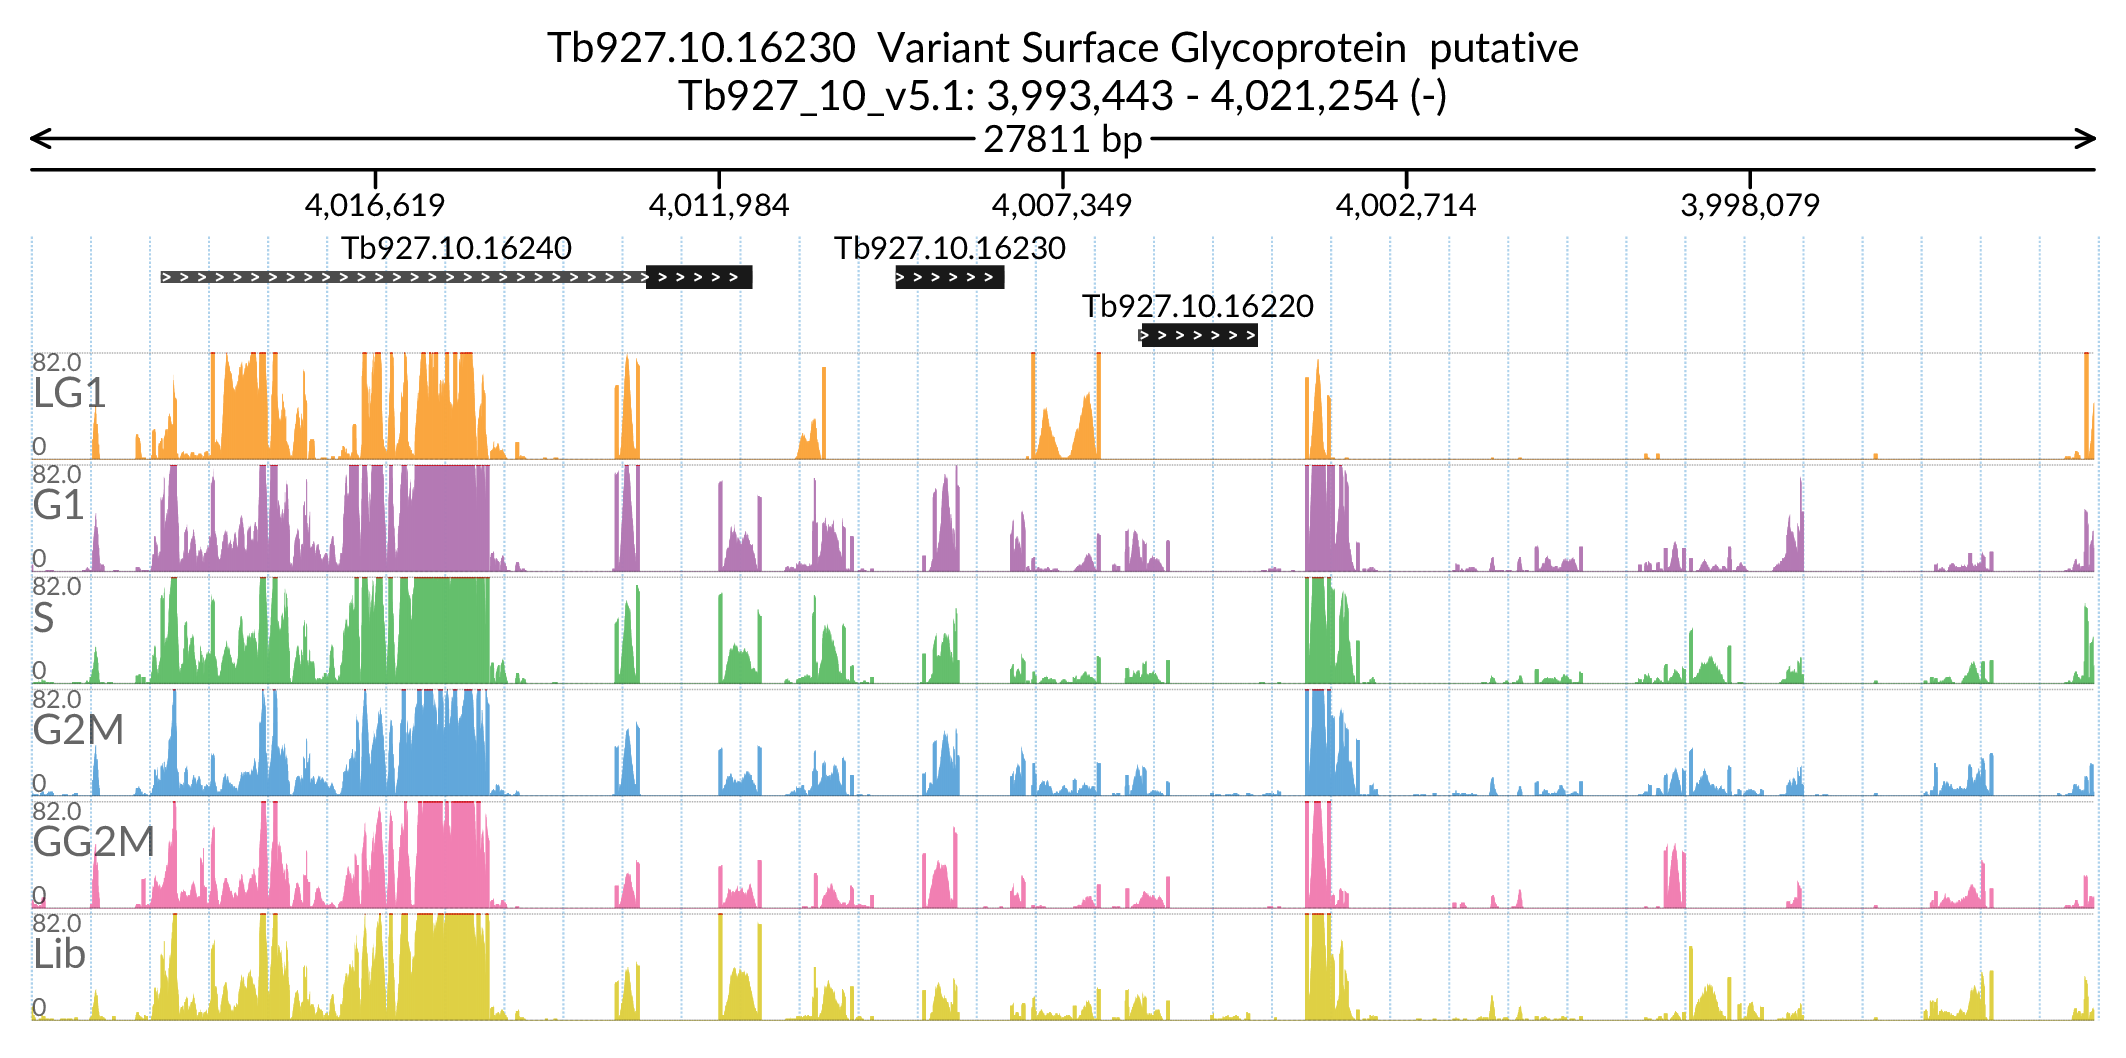 Tb927.10.16230  Variant Surface Glycoprotein  putative
Tb927_10_v5.1: 3,993,443 - 4,021,254 (-)
27811 bp
4,016,619 4,011,984 4,007,349 4,002,714 3,998,079
Tb927.10.16240 Tb927.10.16230
Tb927.10.16220
82.0
LG1
0
82.0
G1
0
82.0
S
0
82.0
G2M
0
82.0
GG2M
0
82.0
Lib
0